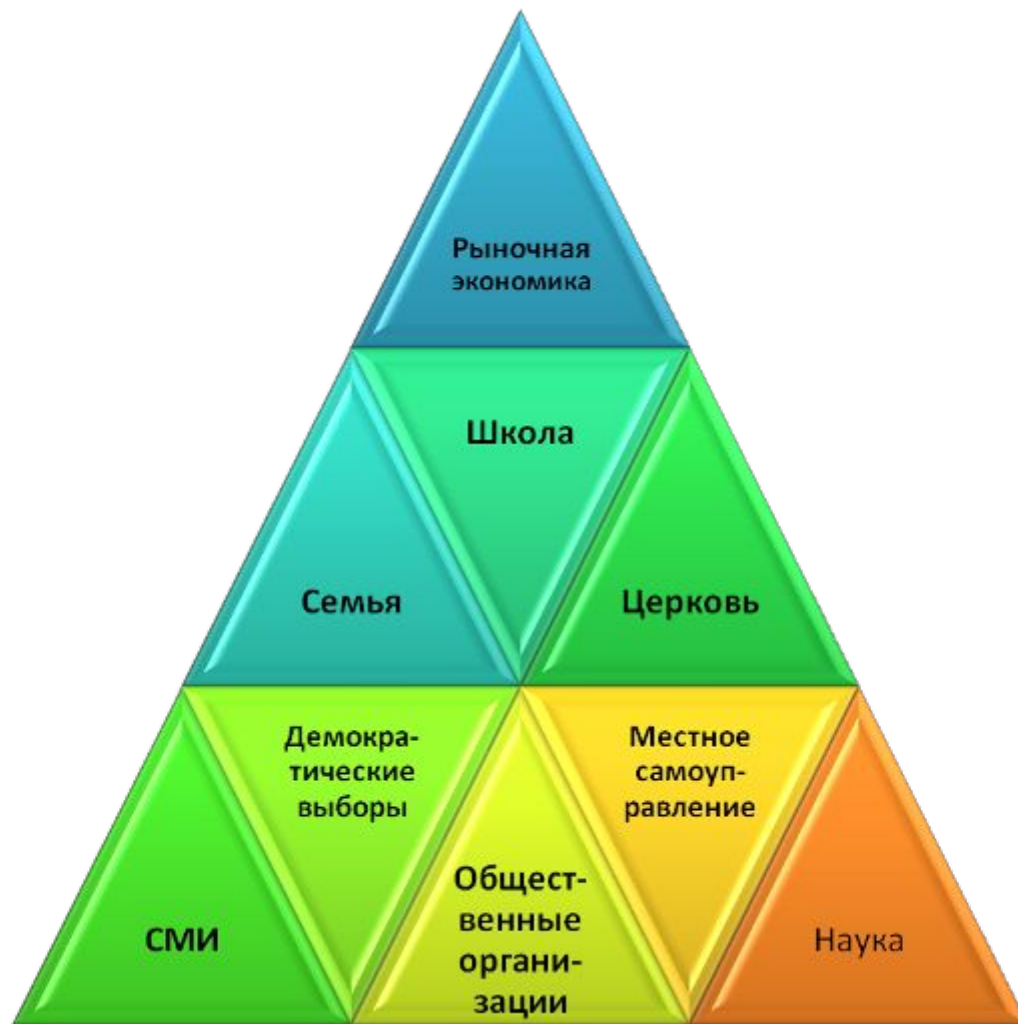 Рыночная
экономика
Школа
Семья
Церковь
Демокра-
тические
выборы
Местное
самоуп-
равление
СМИ
Общест-
венные
органи-
зации
Наука